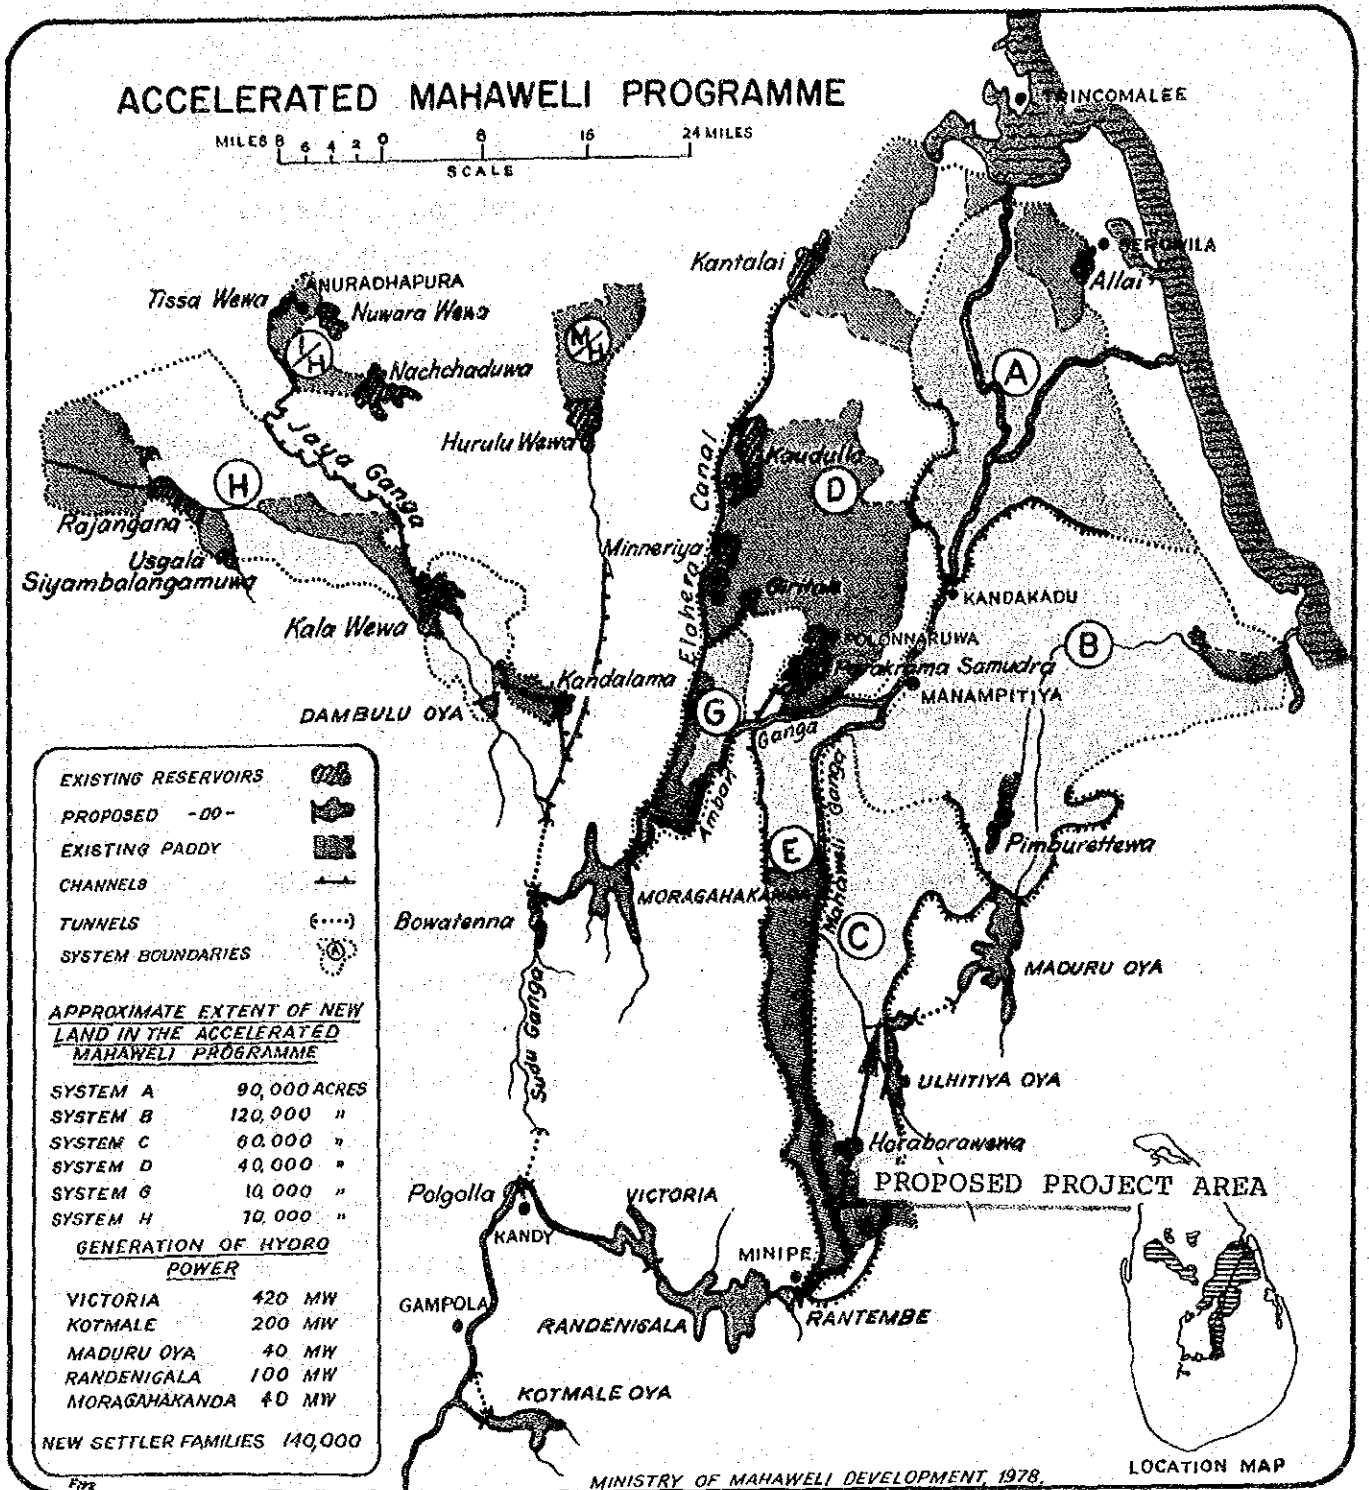 ACCELERATED MAHAWELI PROGRAMME
MILES 8 6 4 2 0 8 16 24 MILES
SCALE
TRINCOMALEE
Kantalai
Allai
ANURADHAPURA
Tissa Wewa
Nuwara Wewa
I/H
M/H
Nachchaduwa
A
Hurulu Wewa
Jaya Ganga
Elahera Canal
Kaudulla
D
H
Rajangana
Usgala
Siyambalangamuwa
Minneriya
Giritale
KANDAKADU
Kala Wewa
POLONNARUWA
B
Parakrama Samudra
Kandalama
MANAMPITIYA
DAMBULU OYA
G
Amban Ganga
Mahaweli Ganga
Pimburettewa
E
MORAGAHAKANDA
Bowatenna
C
MADURU OYA
Sudu Ganga
ULHITIYA OYA
Horaborawewa
PROPOSED PROJECT AREA
Polgolla
VICTORIA
KANDY
MINIPE
GAMPOLA
RANDENIGALA
RANTEMBE
KOTMALE OYA
EXISTING RESERVOIRS
PROPOSED -DO-
EXISTING PADDY
CHANNELS
TUNNELS
SYSTEM BOUNDARIES A
APPROXIMATE EXTENT OF NEW
LAND IN THE ACCELERATED
MAHAWELI PROGRAMME
SYSTEM A 90,000 ACRES
SYSTEM B 120,000 "
SYSTEM C 60,000 "
SYSTEM D 40,000 "
SYSTEM G 10,000 "
SYSTEM H 70,000 "
GENERATION OF HYDRO
POWER
VICTORIA 420 MW
KOTMALE 200 MW
MADURU OYA 40 MW
RANDENIGALA 100 MW
MORAGAHAKANDA 40 MW
NEW SETTLER FAMILIES 140,000
MINISTRY OF MAHAWELI DEVELOPMENT, 1978.
LOCATION MAP